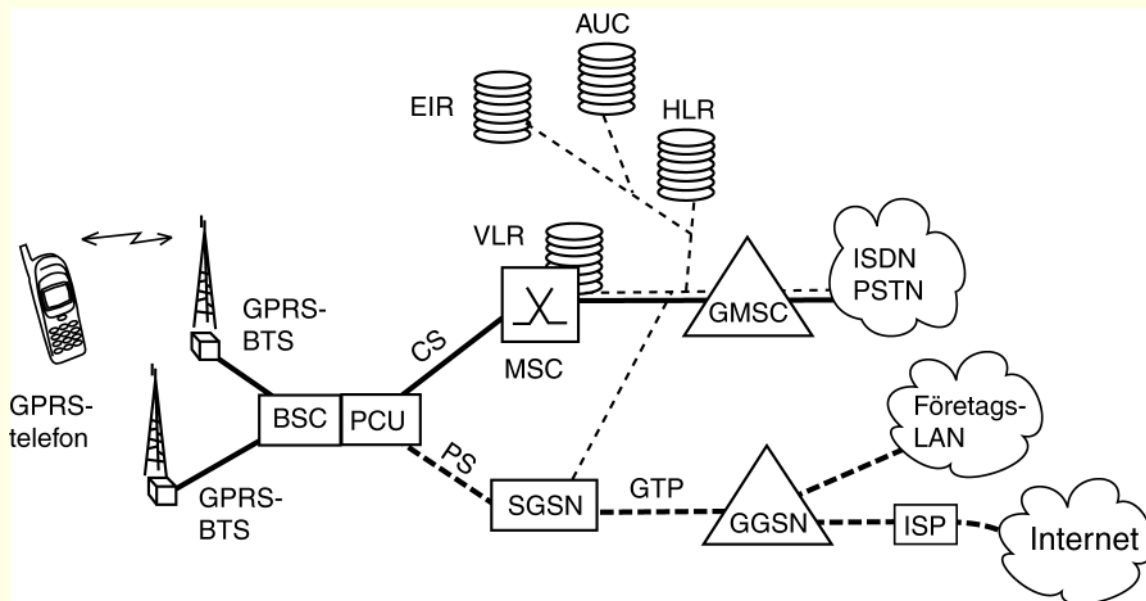 AUC
EIR
HLR
VLR
ISDN
PSTN
GPRS-
BTS
GMSC
CS
MSC
GPRS-
telefon
BSC
PCU
Företags-
LAN
PS
GPRS-
BTS
SGSN
GTP
GGSN
ISP
Internet